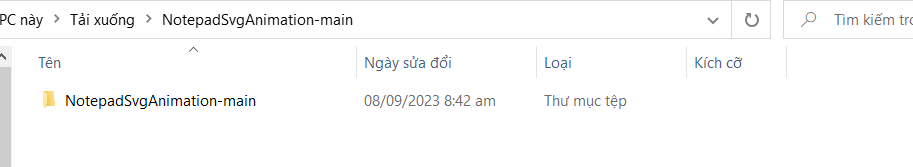 PC này > Tải xuống > NotepadSvgAnimation-main
Tìm kiếm tro
Tên Ngày sửa đổi Loại Kích cỡ
NotepadSvgAnimation-main 08/09/2023 8:42 am Thư mục tệp